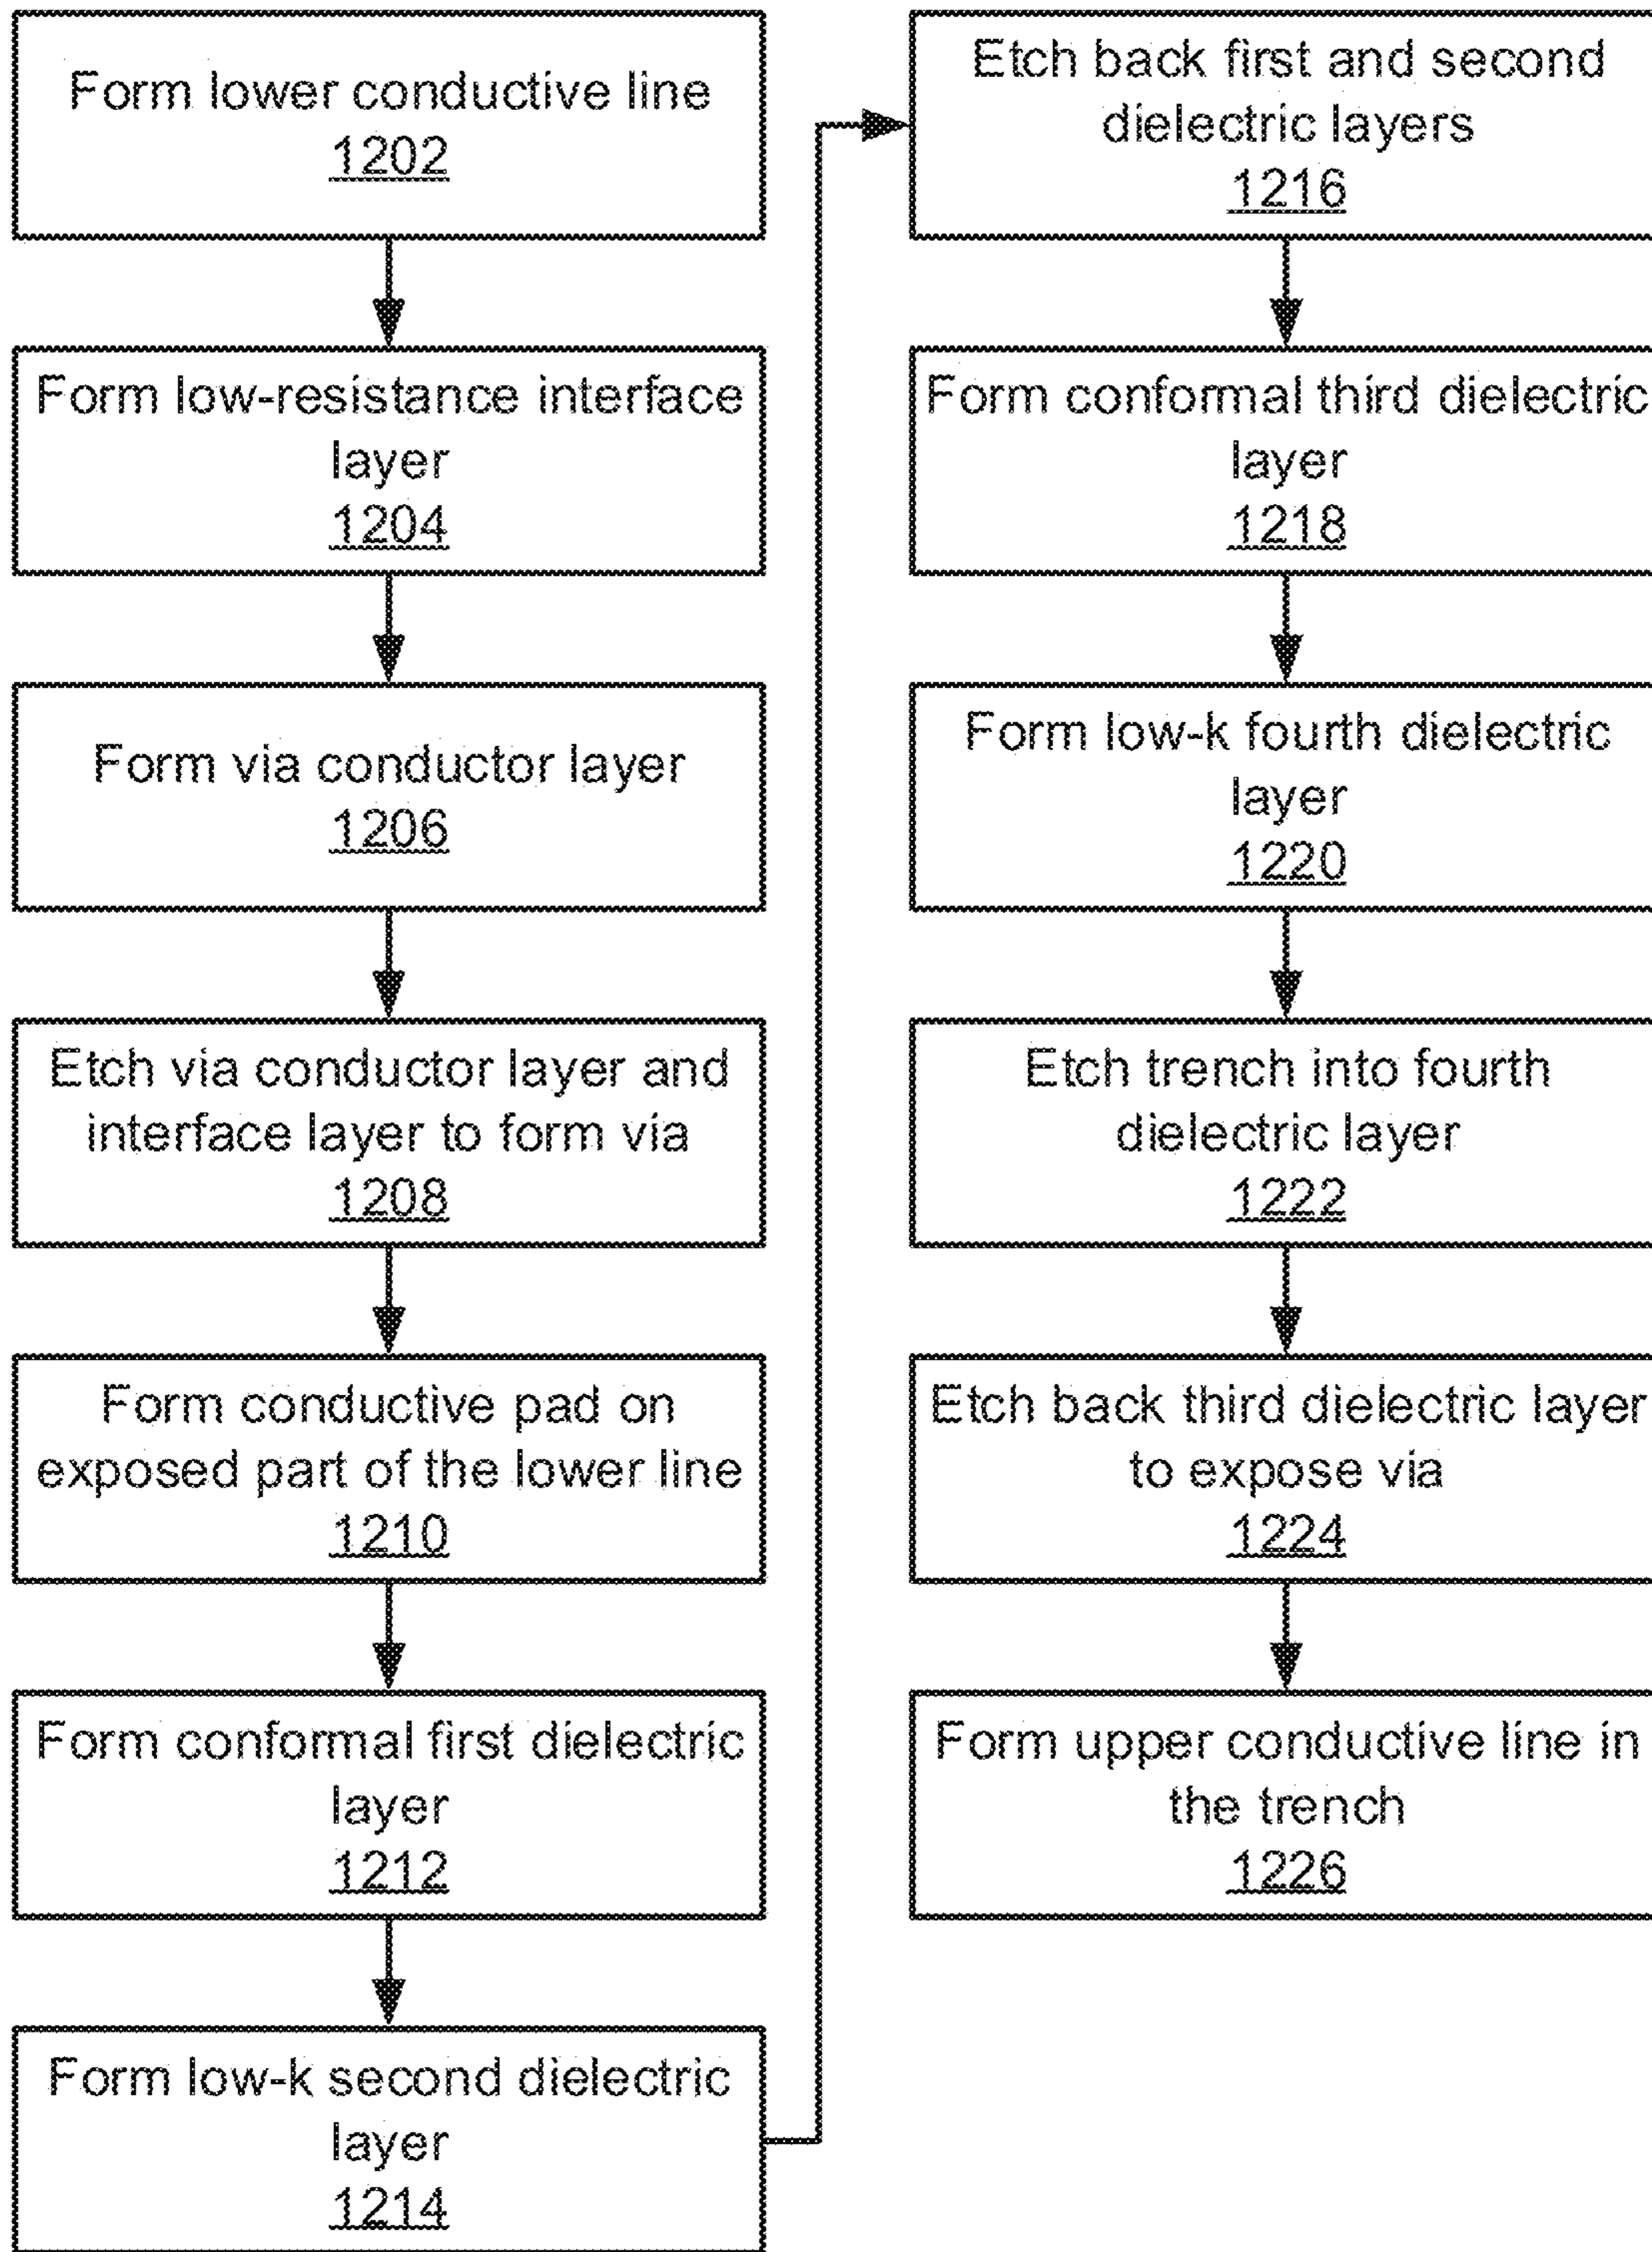 Form lower conductive line
1202
Form low-resistance interface
layer
1204
Form via conductor layer
1206
Etch via conductor layer and
interface layer to form via
1208
Form conductive pad on
exposed part of the lower line
1210
Form conformal first dielectric
layer
1212
Form low-k second dielectric
layer
1214
Etch back first and second
dielectric layers
1216
Form conformal third dielectric
layer
1218
Form low-k fourth dielectric
layer
1220
Etch trench into fourth
dielectric layer
1222
Etch back third dielectric layer
to expose via
1224
Form upper conductive line in
the trench
1226